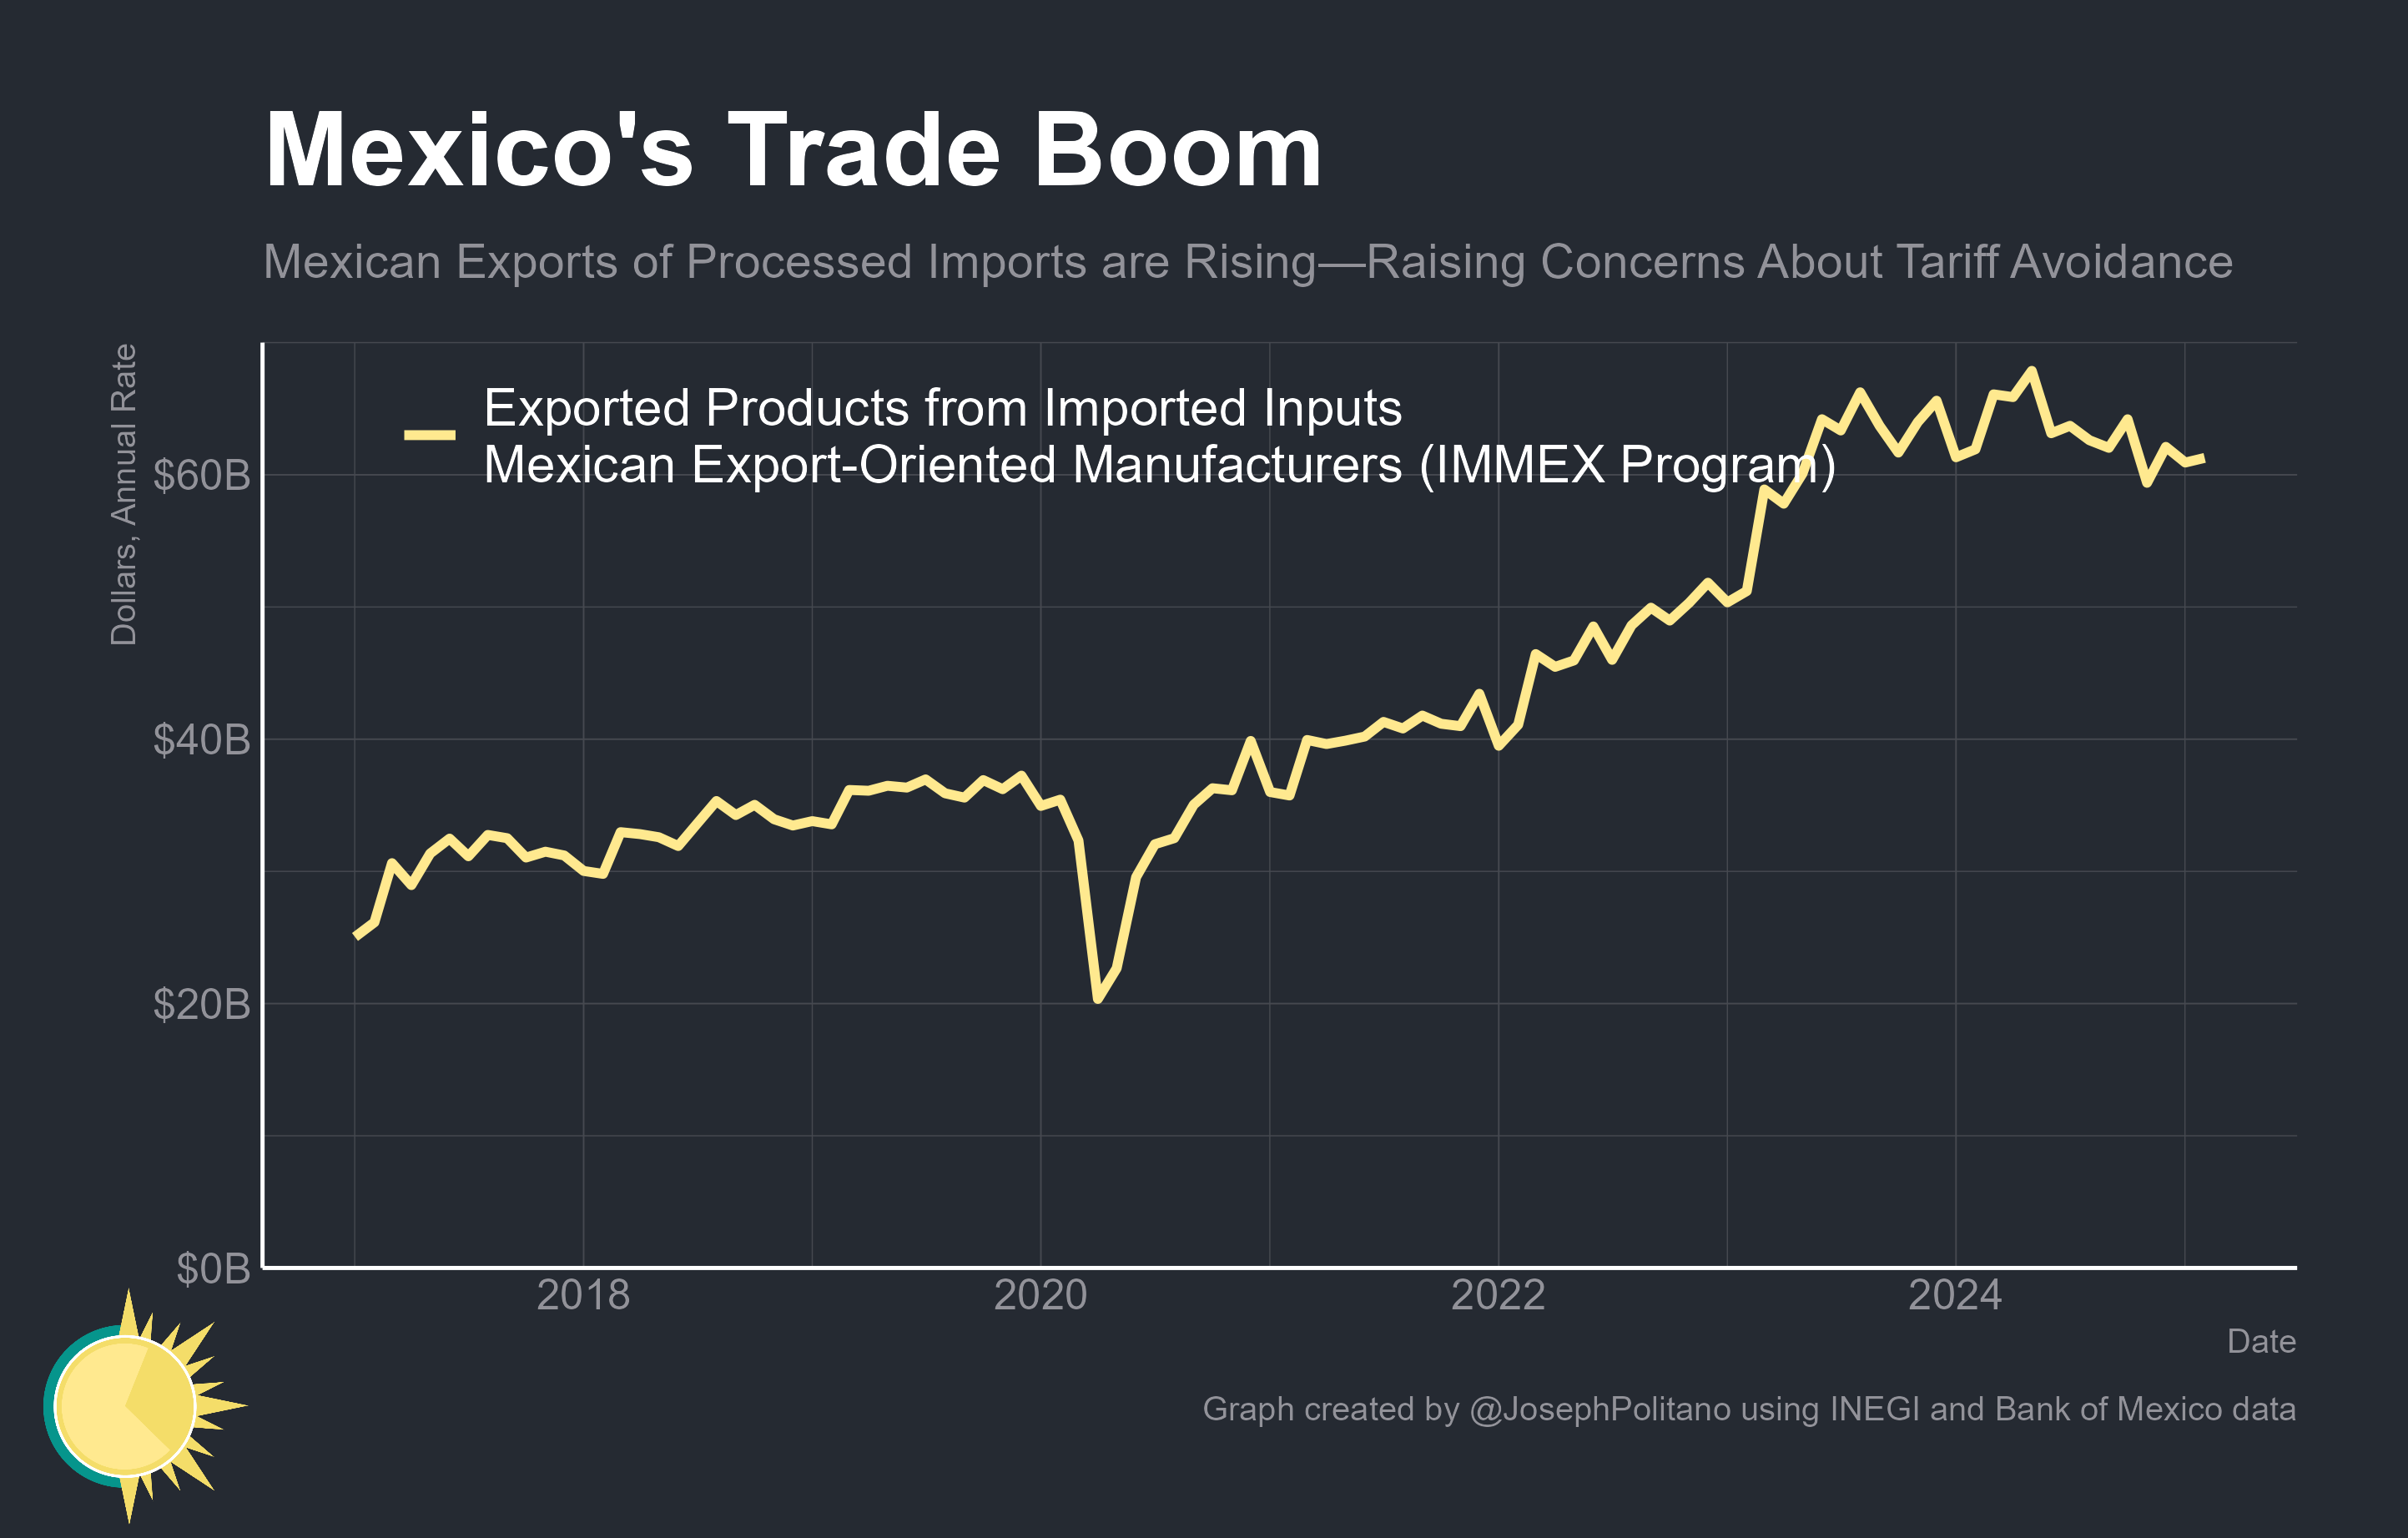 Mexico's Trade Boom
Mexican Exports of Processed Imports are Rising—Raising Concerns About Tariff Avoidance
Dollars, Annual Rate
Exported Products from Imported Inputs
Mexican Export-Oriented Manufacturers (IMMEX Program)
$60B
$40B
$20B
$0B
2018
2020
2022
2024
Date
Graph created by @JosephPolitano using INEGI and Bank of Mexico data